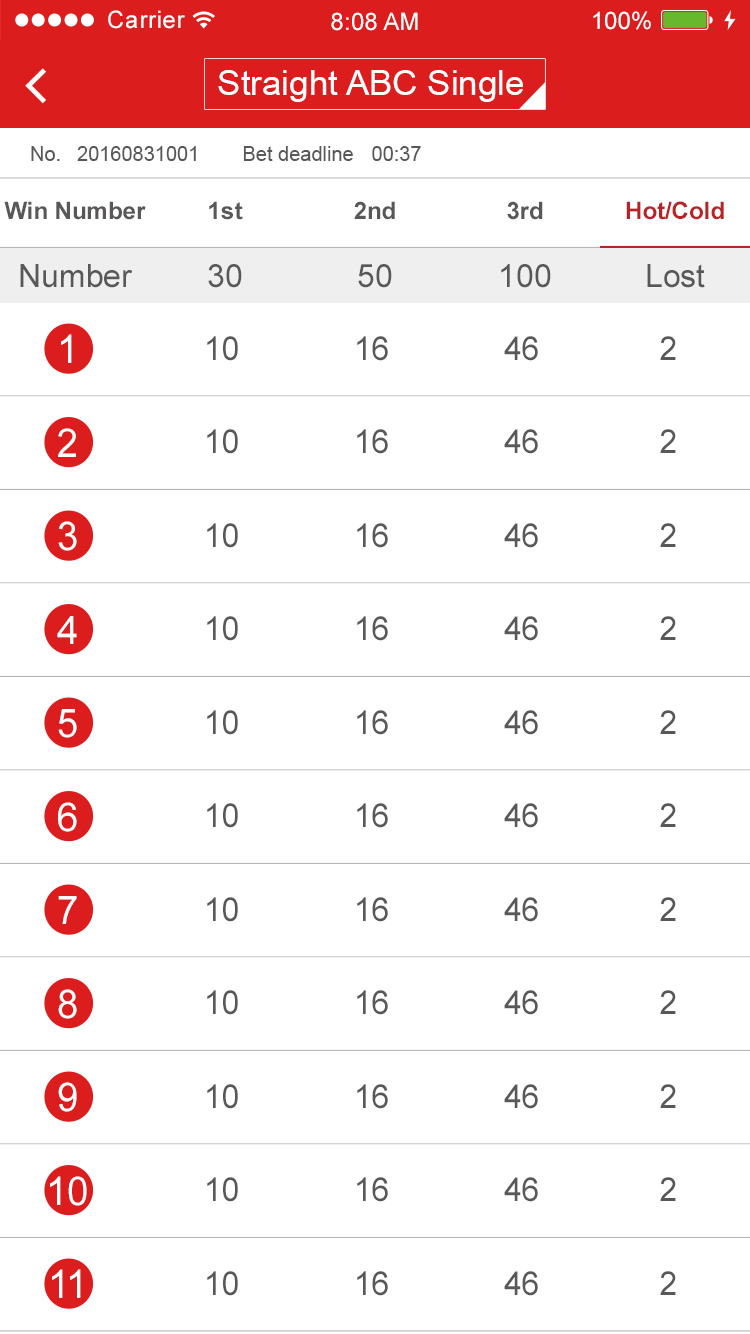 Carrier 8:08 AM 100%
Straight ABC Single
No. 20160831001 Bet deadline 00:37
Win Number 1st 2nd 3rd Hot/Cold
Number 30 50 100 Lost
1 10 16 46 2
2 10 16 46 2
3 10 16 46 2
4 10 16 46 2
5 10 16 46 2
6 10 16 46 2
7 10 16 46 2
8 10 16 46 2
9 10 16 46 2
10 10 16 46 2
11 10 16 46 2